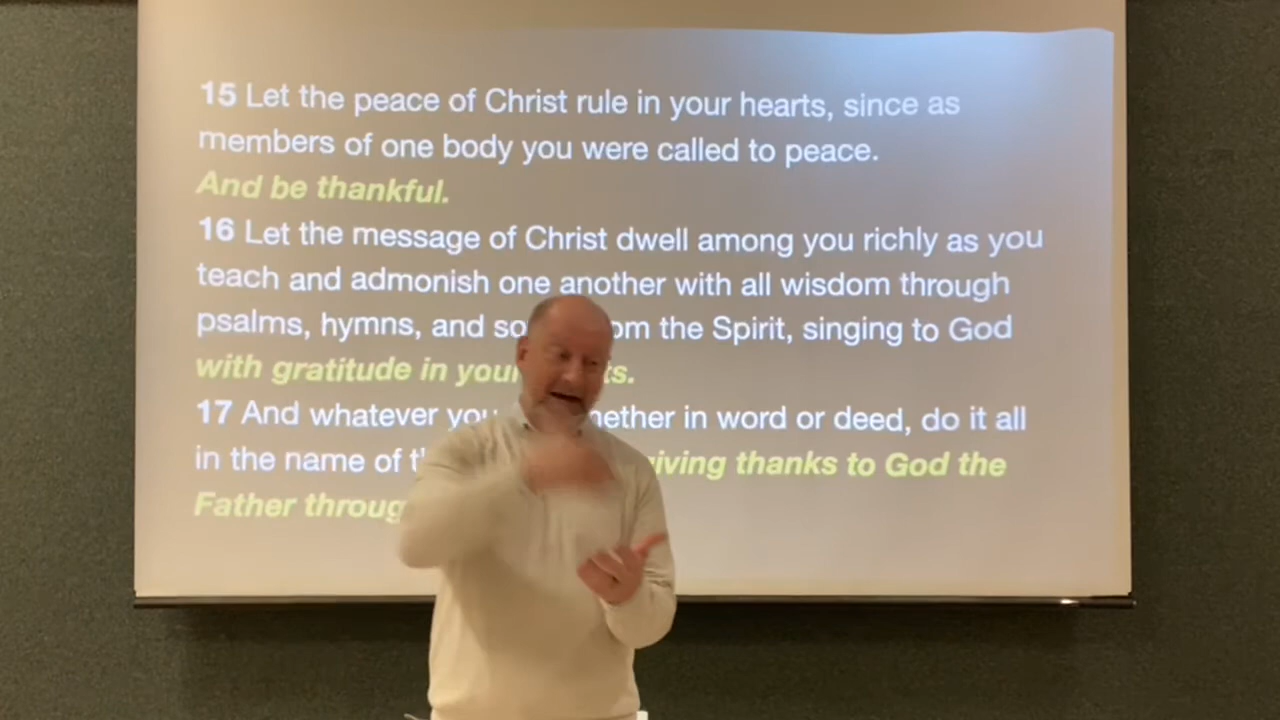 15 Let the peace of Christ rule in your hearts, since as
members of one body you were called to peace.
And be thankful.
16 Let the message of Christ dwell among you richly as you
teach and admonish one another with all wisdom through
psalms, hymns, and so om the Spirit, singing to God
with gratitude in your ts.
17 And whatever you hether in word or deed, do it all
in the name of t iving thanks to God the
Father throug